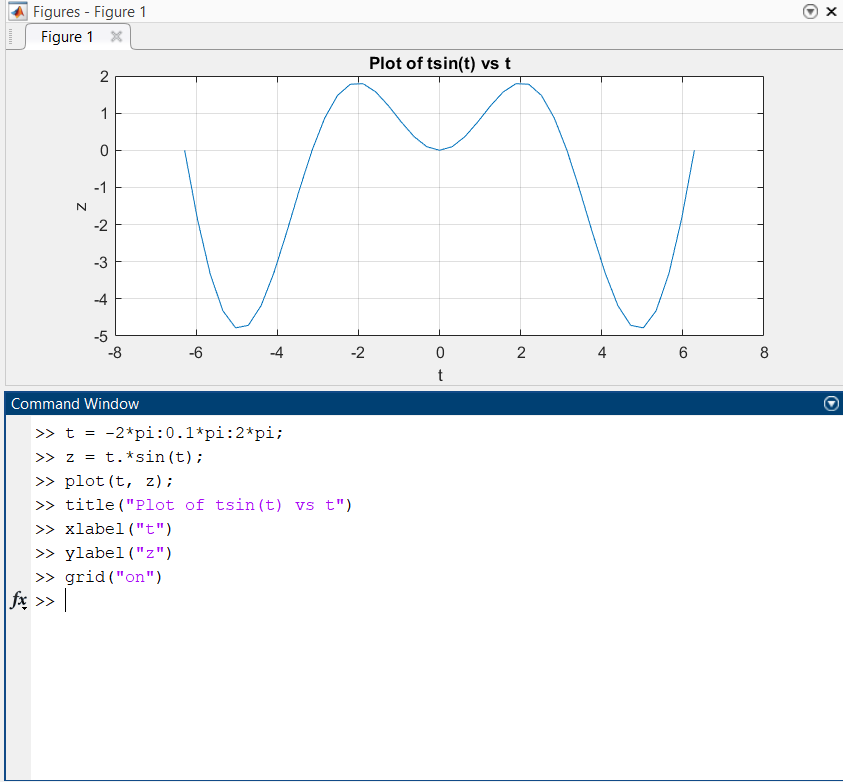 Figures - Figure 1
Figure 1
Plot of tsin(t) vs t
2
1
0
-1
-2
-3
-4
-5
z
-8 -6 -4 -2 0 2 4 6 8
t
Command Window
>> t = -2*pi:0.1*pi:2*pi;
>> z = t.*sin(t);
>> plot(t, z);
>> title("Plot of tsin(t) vs t")
>> xlabel("t")
>> ylabel("z")
>> grid("on")
fx >>